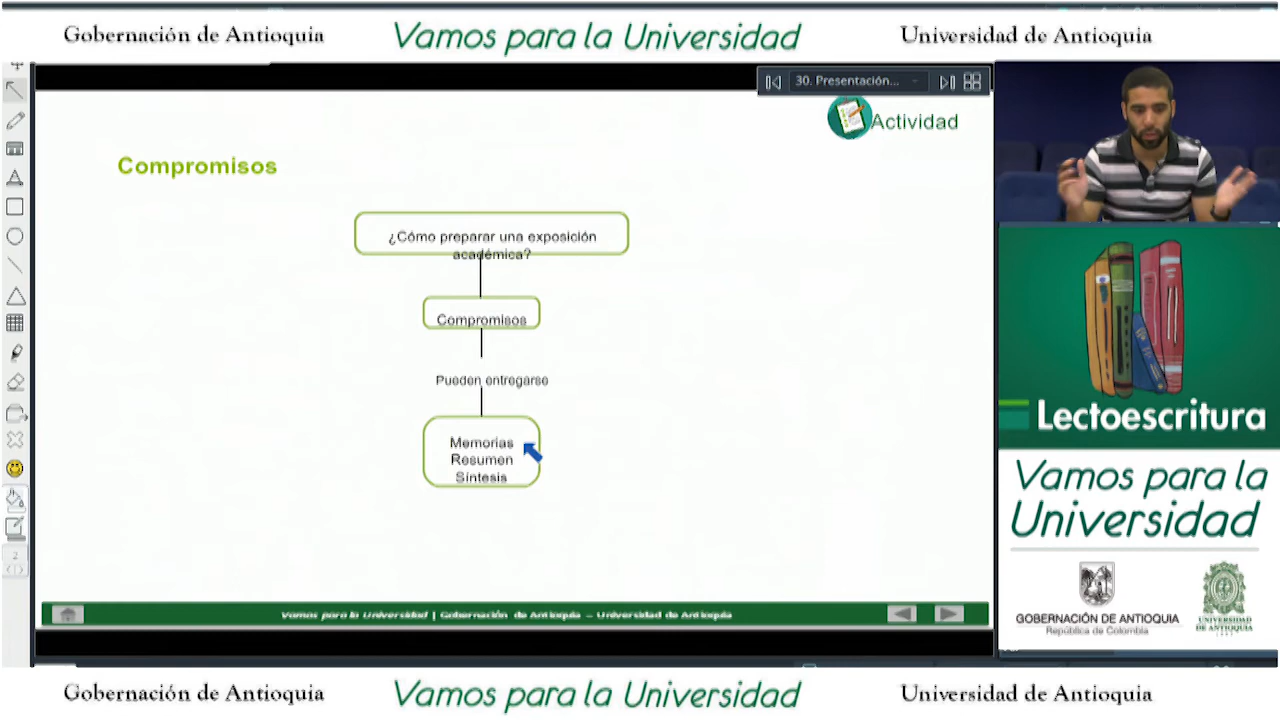 Gobernación de Antioquia
Vamos para la Universidad
Universidad de Antioquia
30. Presentación...
Actividad
Compromisos
¿Cómo preparar una exposición
académica?
Compromisos
Pueden entregarse
Memorias
Resumen
Síntesis
Vamos para la Universidad | Gobernación de Antioquia – Universidad de Antioquia
2
Lectoescritura
Vamos para la
Universidad
GOBERNACIÓN DE ANTIOQUIA
República de Colombia
UNIVERSIDAD
DE ANTIOQUIA
Gobernación de Antioquia
Vamos para la Universidad
Universidad de Antioquia